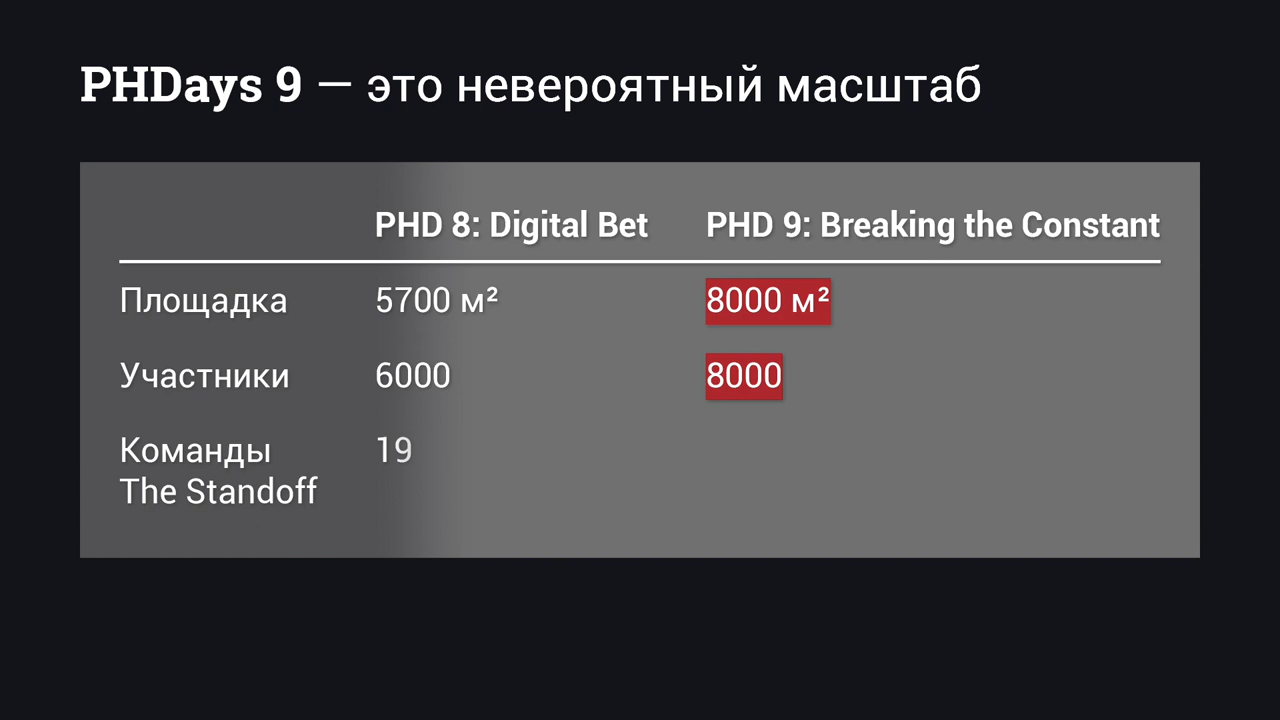 PHDays 9 — это невероятный масштаб
PHD 8: Digital Bet PHD 9: Breaking the Constant
Площадка 5700 м² 8000 м²
Участники 6000 8000
Команды 19
The Standoff